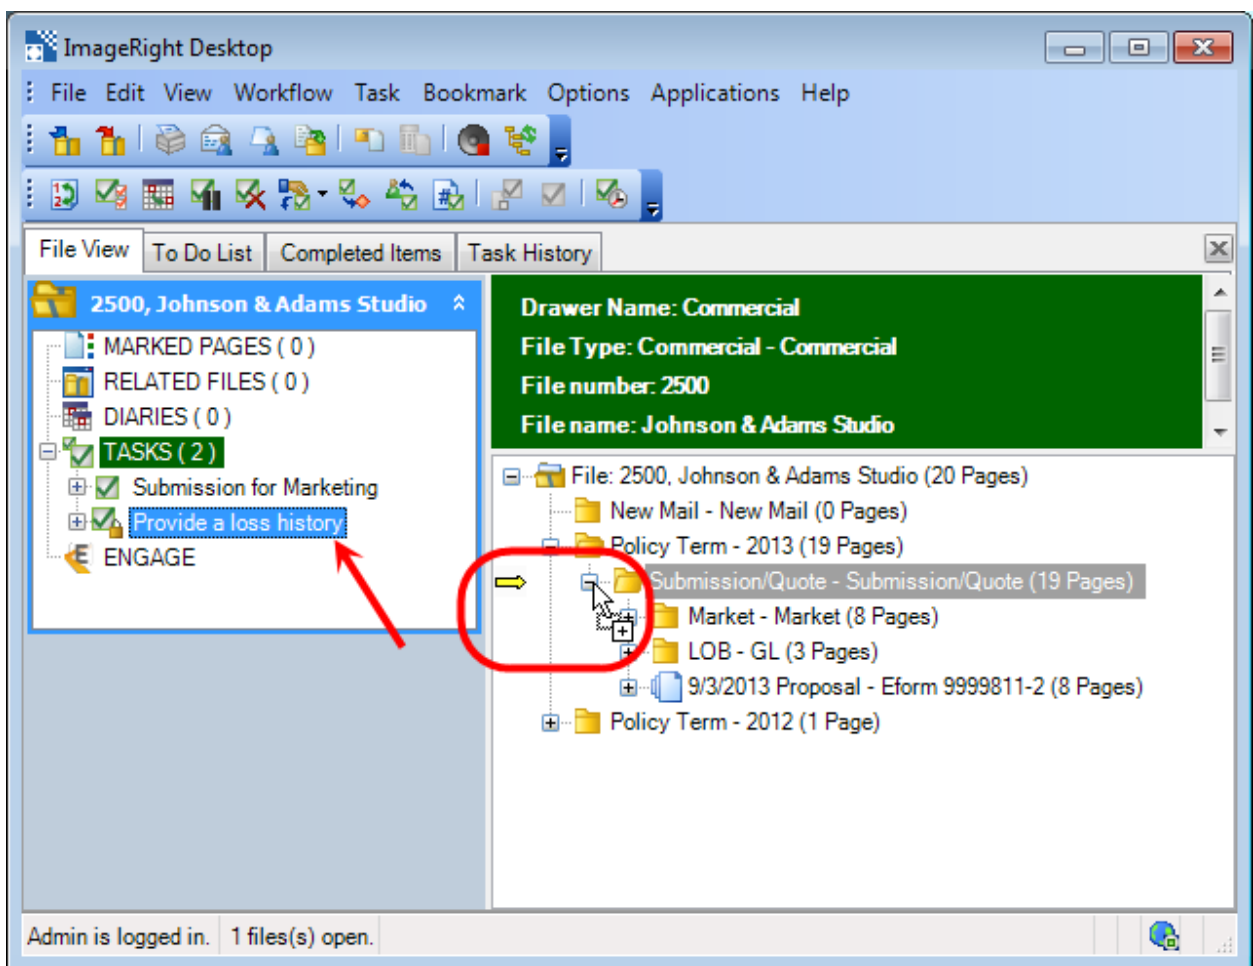 ImageRight Desktop
File Edit View Workflow Task Bookmark Options Applications Help
File View To Do List Completed Items Task History
2500, Johnson & Adams Studio
MARKED PAGES ( 0 )
RELATED FILES ( 0 )
DIARIES ( 0 )
TASKS ( 2 )
Submission for Marketing
Provide a loss history
ENGAGE
Drawer Name: Commercial
File Type: Commercial - Commercial
File number: 2500
File name: Johnson & Adams Studio
File: 2500, Johnson & Adams Studio (20 Pages)
New Mail - New Mail (0 Pages)
Policy Term - 2013 (19 Pages)
Submission/Quote - Submission/Quote (19 Pages)
Market - Market (8 Pages)
LOB - GL (3 Pages)
9/3/2013 Proposal - Eform 9999811-2 (8 Pages)
Policy Term - 2012 (1 Page)
Admin is logged in. 1 files(s) open.